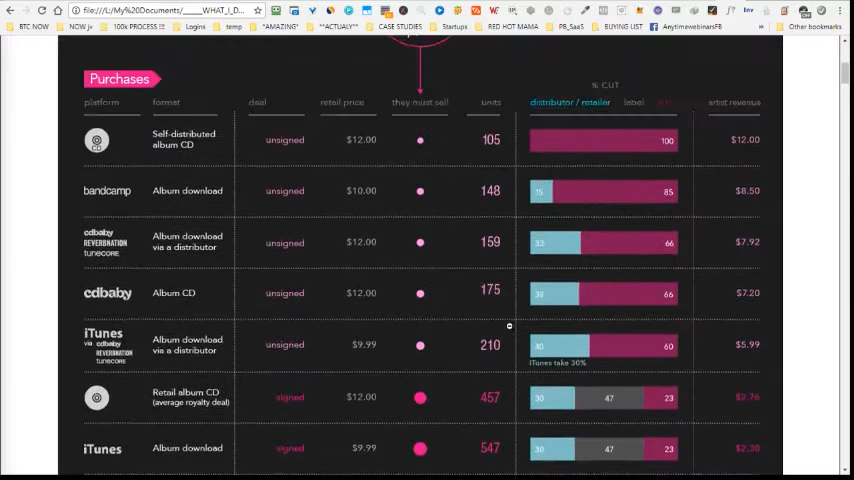 file:///L:/My%20Documents/_____WHAT_I_D
BTC NOW
NOW jv
100k PROCESS !!!
Logins
temp
*AMAZING*
**ACTUALY**
CASE STUDIES
Startups
RED HOT MAMA
PB_SaaS
BUYING LIST
AnytimewebinarsFB
»
Other bookmarks
Purchases
% CUT
platform format deal retail price they must sell units distributor / retailer label artist revenue
CD
Self-distributed
album CD
unsigned $12.00 105 100 $12.00
bandcamp Album download unsigned $10.00 148 15 85 $8.50
cdbaby
REVERBNATION
tunecore
Album download
via a distributor
unsigned $12.00 159 33 66 $7.92
cdbaby Album CD unsigned $12.00 175 33 66 $7.20
iTunes
via cdbaby
REVERBNATION
tunecore
Album download
via a distributor
unsigned $9.99 210 40 60 $5.99
iTunes take 30%
Retail album CD
(average royalty deal)
signed $12.00 457 30 47 23 $2.76
iTunes Album download signed $9.99 547 30 47 23 $2.30